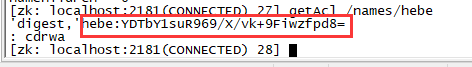 [zk: localhost:2181(CONNECTED) 27] getAcl /names/hebe
'digest,'hebe:YDTbY1suR969/X/vk+9Fiwzfpd8=
: cdrwa
[zk: localhost:2181(CONNECTED) 28]